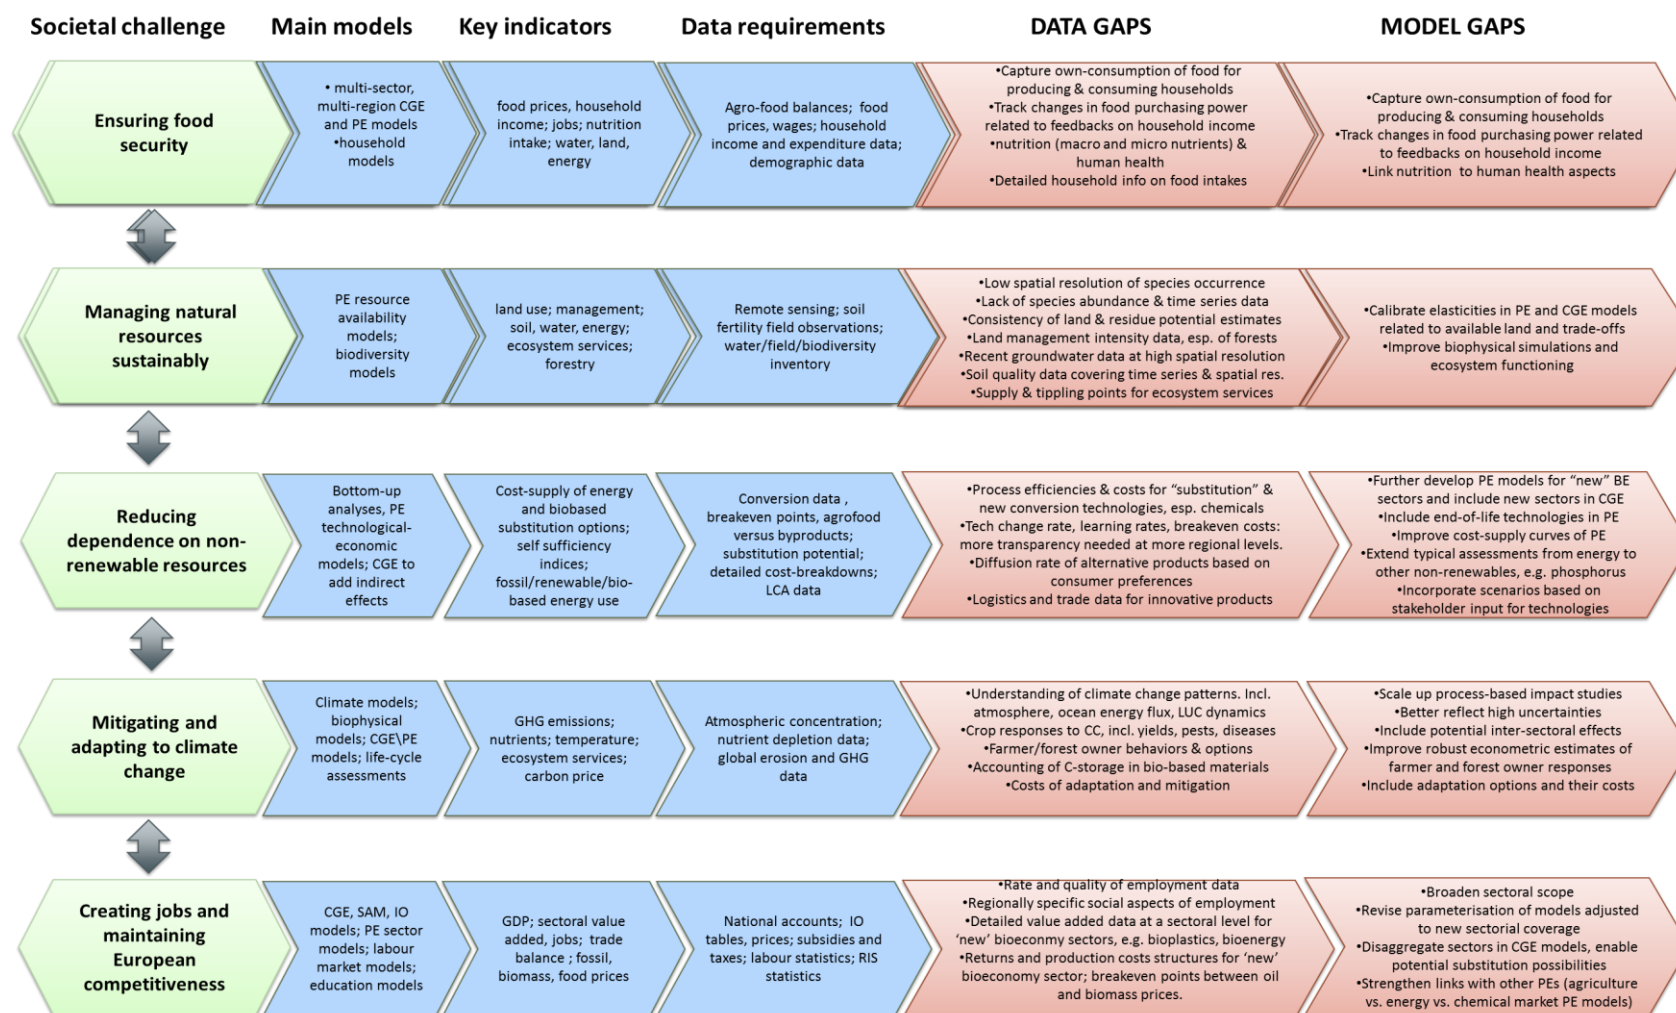 Societal challenge
Main models
Key indicators
Data requirements
DATA GAPS
MODEL GAPS
Ensuring food
security
• multi-sector,
multi-region CGE
and PE models
•household
models
food prices, household
income; jobs; nutrition
intake; water, land,
energy
Agro-food balances; food
prices, wages; household
income and expenditure data;
demographic data
•Capture own-consumption of food for
producing & consuming households
•Track changes in food purchasing power
related to feedbacks on household income
•nutrition (macro and micro nutrients) &
human health
•Detailed household info on food intakes
•Capture own-consumption of food for
producing & consuming households
•Track changes in food purchasing power related
to feedbacks on household income
•Link nutrition to human health aspects
Managing natural
resources
sustainably
PE resource
availability
models;
biodiversity
models
land use; management;
soil, water, energy;
ecosystem services;
forestry
Remote sensing; soil
fertility field observations;
water/field/biodiversity
inventory
•Low spatial resolution of species occurrence
•Lack of species abundance & time series data
•Consistency of land & residue potential estimates
•Land management intensity data, esp. of forests
•Recent groundwater data at high spatial resolution
•Soil quality data covering time series & spatial res.
•Supply & tippling points for ecosystem services
•Calibrate elasticities in PE and CGE models
related to available land and trade-offs
•Improve biophysical simulations and
ecosystem functioning
Reducing
dependence on non-
renewable resources
Bottom-up
analyses, PE
technological-
economic
models; CGE to
add indirect
effects
Cost-supply of energy
and biobased
substitution options;
self sufficiency
indices;
fossil/renewable/bio-
based energy use
Conversion data ,
breakeven points, agrofood
versus byproducts;
substitution potential;
detailed cost-breakdowns;
LCA data
•Process efficiencies & costs for “substitution” &
new conversion technologies, esp. chemicals
•Tech change rate, learning rates, breakeven costs:
more transparency needed at more regional levels.
•Diffusion rate of alternative products based on
consumer preferences
•Logistics and trade data for innovative products
•Further develop PE models for “new” BE
sectors and include new sectors in CGE
•Include end-of-life technologies in PE
•Improve cost-supply curves of PE
•Extend typical assessments from energy to
other non-renewables, e.g. phosphorus
•Incorporate scenarios based on
stakeholder input for technologies
Mitigating and
adapting to climate
change
Climate models;
biophysical
models; CGE\PE
models; life-cycle
assessments
GHG emissions;
nutrients; temperature;
ecosystem services;
carbon price
Atmospheric concentration;
nutrient depletion data;
global erosion and GHG
data
•Understanding of climate change patterns. Incl.
atmosphere, ocean energy flux, LUC dynamics
•Crop responses to CC, incl. yields, pests, diseases
•Farmer/forest owner behaviors & options
•Accounting of C-storage in bio-based materials
•Costs of adaptation and mitigation
•Scale up process-based impact studies
•Better reflect high uncertainties
•Include potential inter-sectoral effects
•Improve robust econometric estimates of
farmer and forest owner responses
•Include adaptation options and their costs
Creating jobs and
maintaining
European
competitiveness
CGE, SAM, IO
models; PE sector
models; labour
market models;
education models
GDP; sectoral value
added, jobs; trade
balance ; fossil,
biomass, food prices
National accounts; IO
tables, prices; subsidies and
taxes; labour statistics; RIS
statistics
•Rate and quality of employment data
•Regionally specific social aspects of employment
•Detailed value added data at a sectoral level for
‘new’ bioeconmy sectors, e.g. bioplastics, bioenergy
•Returns and production costs structures for ‘new’
bioeconomy sector; breakeven points between oil
and biomass prices.
•Broaden sectoral scope
•Revise parameterisation of models adjusted
to new sectorial coverage
•Disaggregate sectors in CGE models, enable
potential substitution possibilities
•Strengthen links with other PEs (agriculture
vs. energy vs. chemical market PE models)